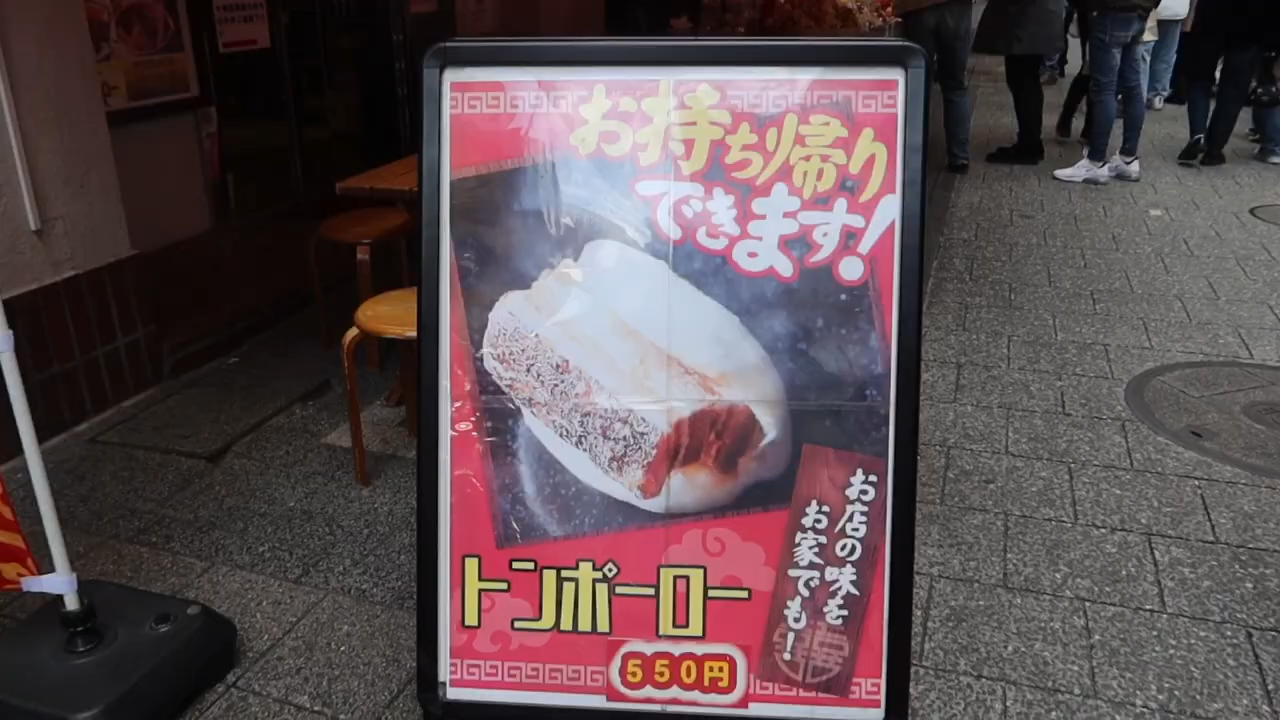 お持ち帰り
できます!
お店の味を
お家でも!
トンポーロー
550円